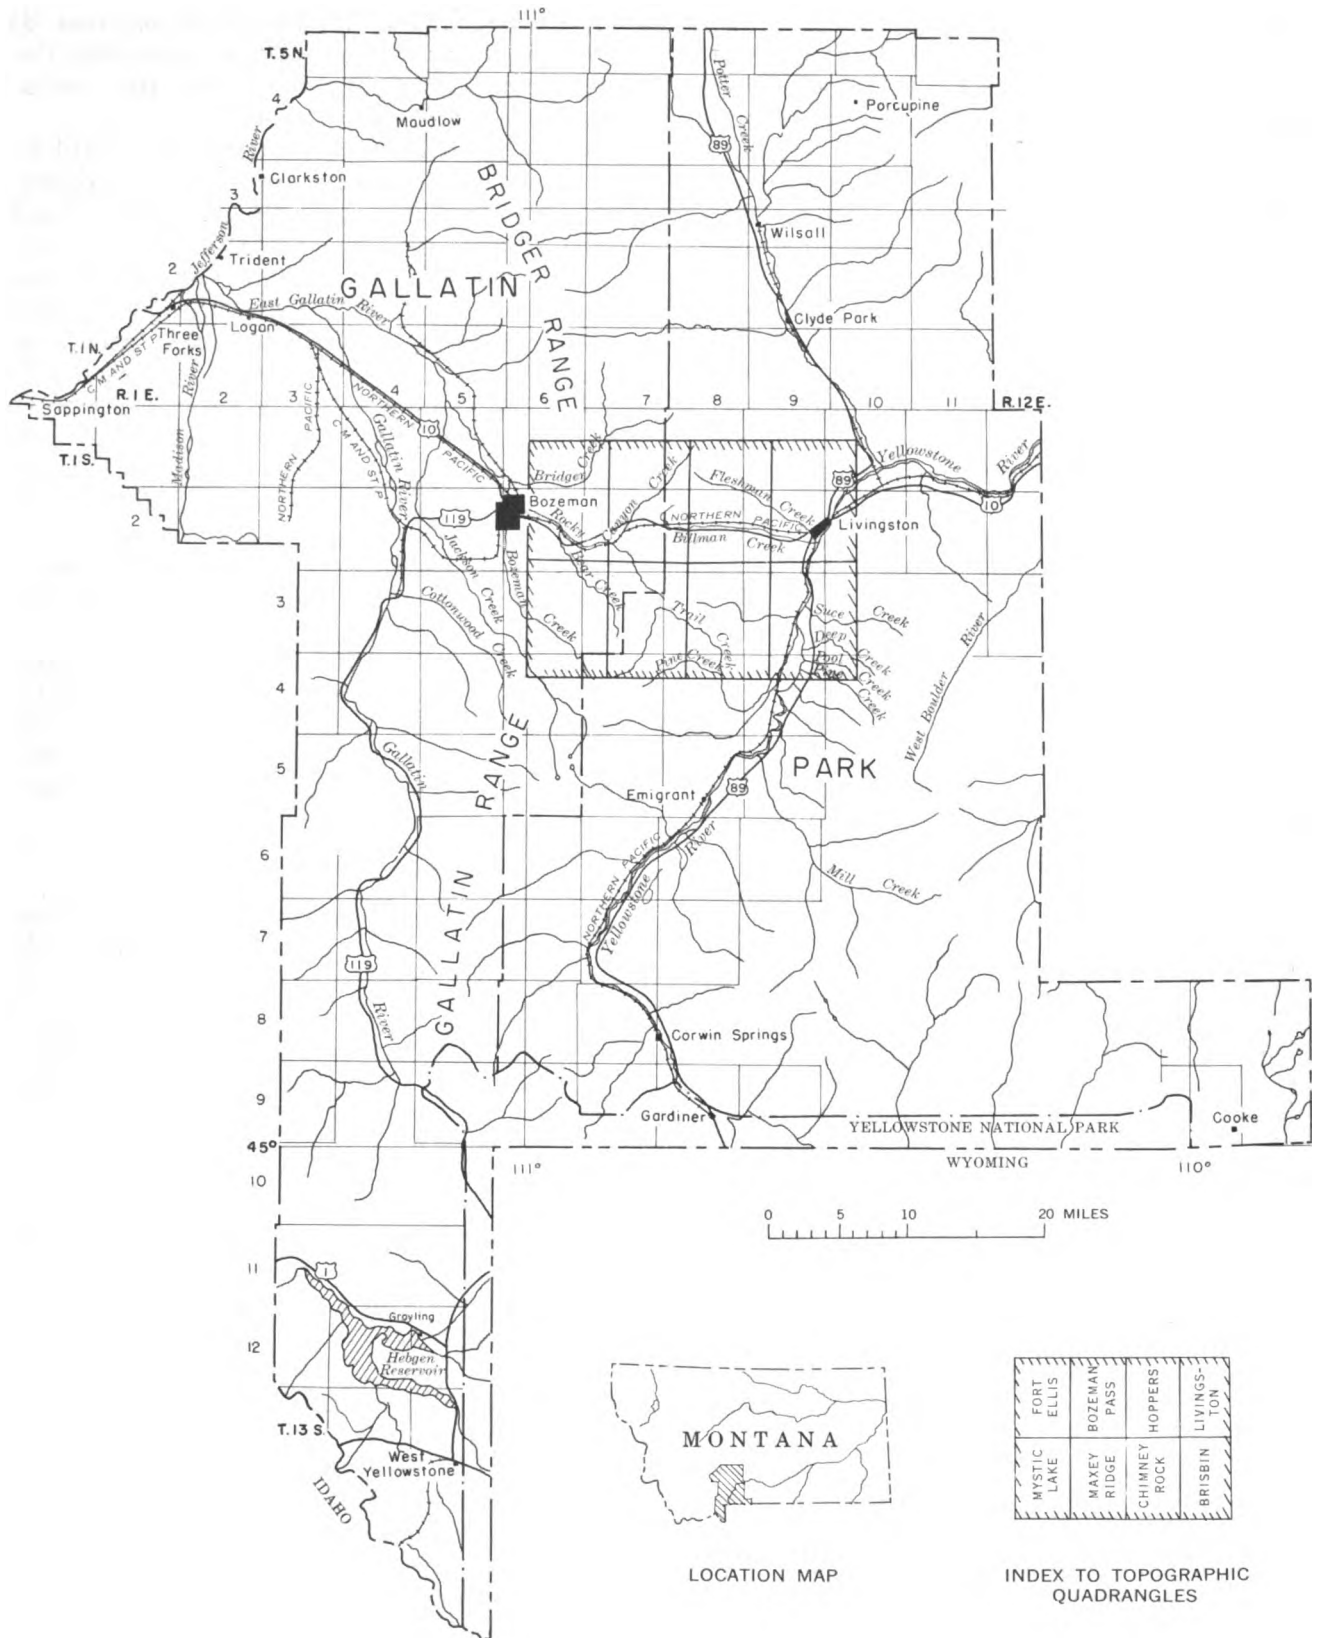 111°
T. 5 N.
4
Maudlow
Porcupine
Potter Creek
89
River
Clarkston
3
BRIDGER RANGE
Wilsall
Jefferson
Trident
2
GALLATIN
East Gallatin River
Logan
Three Forks
Clyde Park
T. I N.
C M AND ST P
River
R. I E.
2
3
4
5
6
7
8
9
10
11
R. 12 E.
Sappington
PACIFIC
NORTHERN PACIFIC
10
T. I S.
Madison
NORTHERN
C M AND ST P
Gallatin River
Bridger Creek
Canyon Creek
Fleshman Creek
89
Yellowstone River
10
2
119
Bozeman
Rocky
NORTHERN PACIFIC
Billman Creek
Livingston
Jackson Creek
Bozeman Creek
Bear Creek
3
Cottonwood Creek
Trail Creek
Suce Creek
Deep Creek
Pool Creek
Pine Creek
Pine Creek
River
4
West Boulder
RANGE
Gallatin
PARK
5
Emigrant
89
6
NORTHERN PACIFIC
River
Mill Creek
GALLATIN
Yellowstone
7
119
8
River
Corwin Springs
9
Gardiner
YELLOWSTONE NATIONAL PARK
Cooke
45°
WYOMING
10
111°
110°
0 5 10 20 MILES
11
1
Grayling
12
Hebgen
Reservoir
T. 13 S.
West
Yellowstone
IDAHO
MONTANA
LOCATION MAP
FORT
ELLIS
BOZEMAN
PASS
HOPPERS
LIVINGS-
TON
MYSTIC
LAKE
MAXEY
RIDGE
CHIMNEY
ROCK
BRISBIN
INDEX TO TOPOGRAPHIC
QUADRANGLES